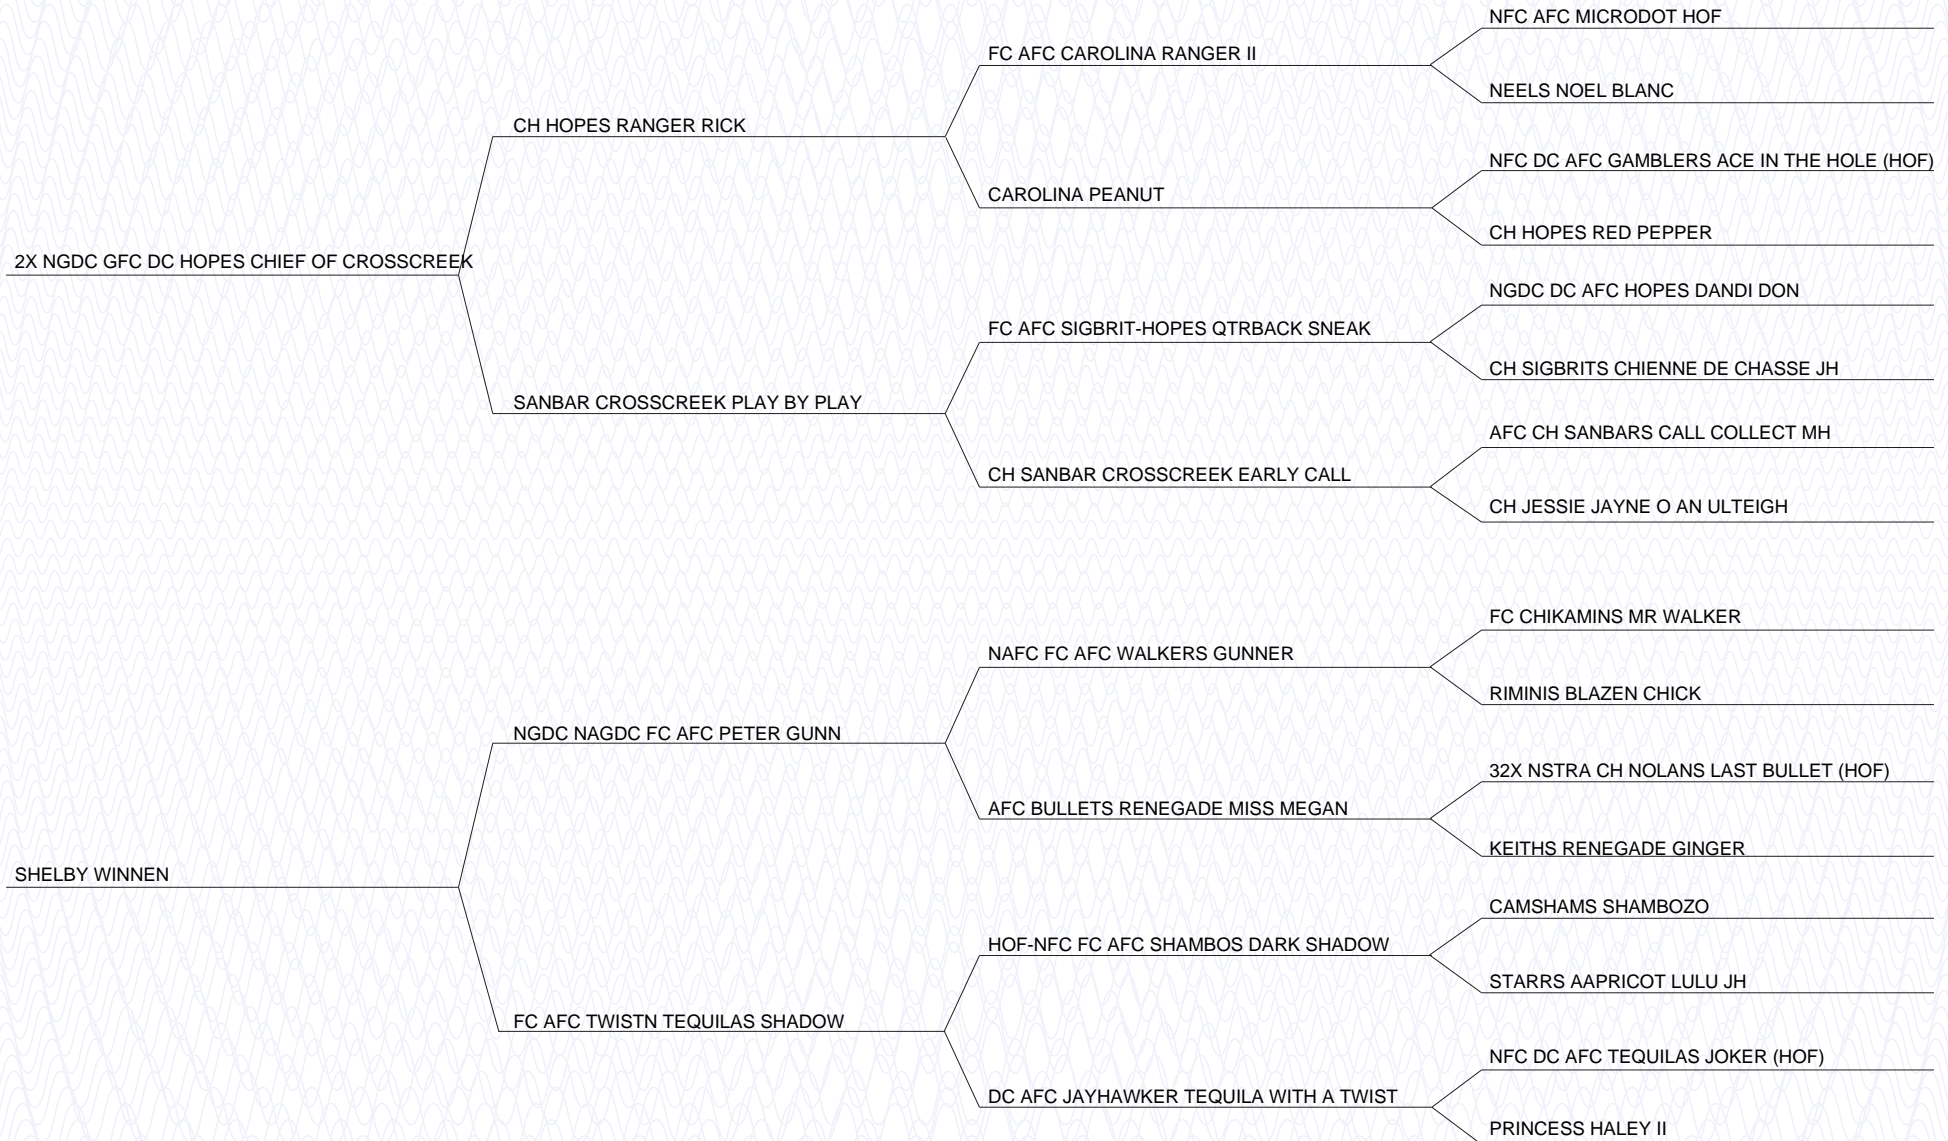 NFC AFC MICRODOT HOF
FC AFC CAROLINA RANGER II
NEELS NOEL BLANC
CH HOPES RANGER RICK
NFC DC AFC GAMBLERS ACE IN THE HOLE (HOF)
CAROLINA PEANUT
CH HOPES RED PEPPER
2X NGDC GFC DC HOPES CHIEF OF CROSSCREEK
NGDC DC AFC HOPES DANDI DON
FC AFC SIGBRIT-HOPES QTRBACK SNEAK
CH SIGBRITS CHIENNE DE CHASSE JH
SANBAR CROSSCREEK PLAY BY PLAY
AFC CH SANBARS CALL COLLECT MH
CH SANBAR CROSSCREEK EARLY CALL
CH JESSIE JAYNE O AN ULTEIGH
FC CHIKAMINS MR WALKER
NAFC FC AFC WALKERS GUNNER
RIMINIS BLAZEN CHICK
NGDC NAGDC FC AFC PETER GUNN
32X NSTRA CH NOLANS LAST BULLET (HOF)
AFC BULLETS RENEGADE MISS MEGAN
KEITHS RENEGADE GINGER
SHELBY WINNEN
CAMSHAMS SHAMBOZO
HOF-NFC FC AFC SHAMBOS DARK SHADOW
STARRS AAPRICOT LULU JH
FC AFC TWISTN TEQUILAS SHADOW
NFC DC AFC TEQUILAS JOKER (HOF)
DC AFC JAYHAWKER TEQUILA WITH A TWIST
PRINCESS HALEY II